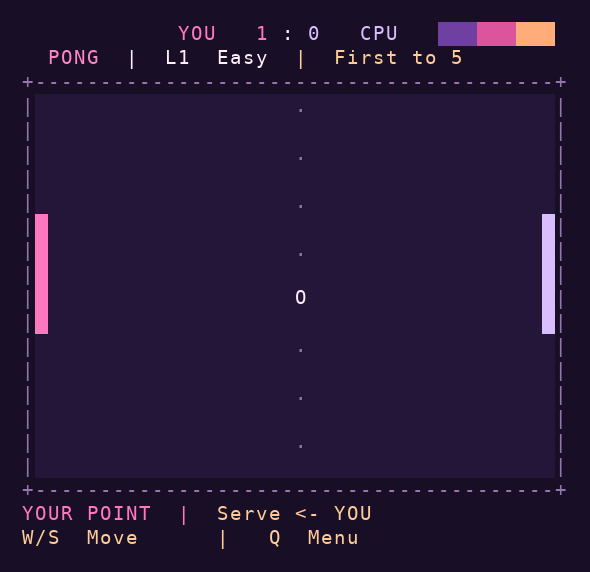 YOU 1 : 0 CPU
PONG | L1 Easy | First to 5
+----------------------------------------+
O
+----------------------------------------+
YOUR POINT | Serve <- YOU
W/S Move | Q Menu